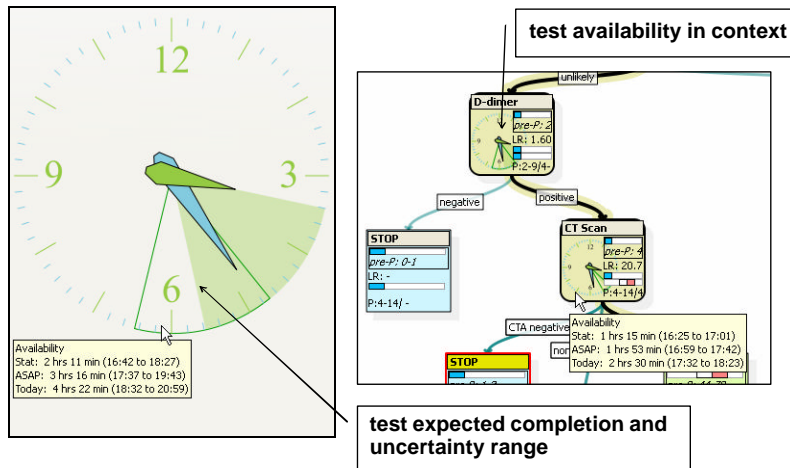 test availability in context
12
9
3
6
Availability
Stat: 2 hrs 11 min (16:42 to 18:27)
ASAP: 3 hrs 16 min (17:37 to 19:43)
Today: 4 hrs 22 min (18:32 to 20:59)
unlikely
D-dimer
pre-P: 2
LR: 1.60
P:2-9/4-
negative
positive
STOP
pre-P: 0-1
LR: -
P:4-14/ -
CT Scan
pre-P: 4
LR: 20.7
P:4-14/4
CTA negative
Availability
Stat: 1 hrs 15 min (16:25 to 17:01)
ASAP: 1 hrs 53 min (16:59 to 17:42)
Today: 2 hrs 30 min (17:32 to 18:23)
STOP
test expected completion and
uncertainty range